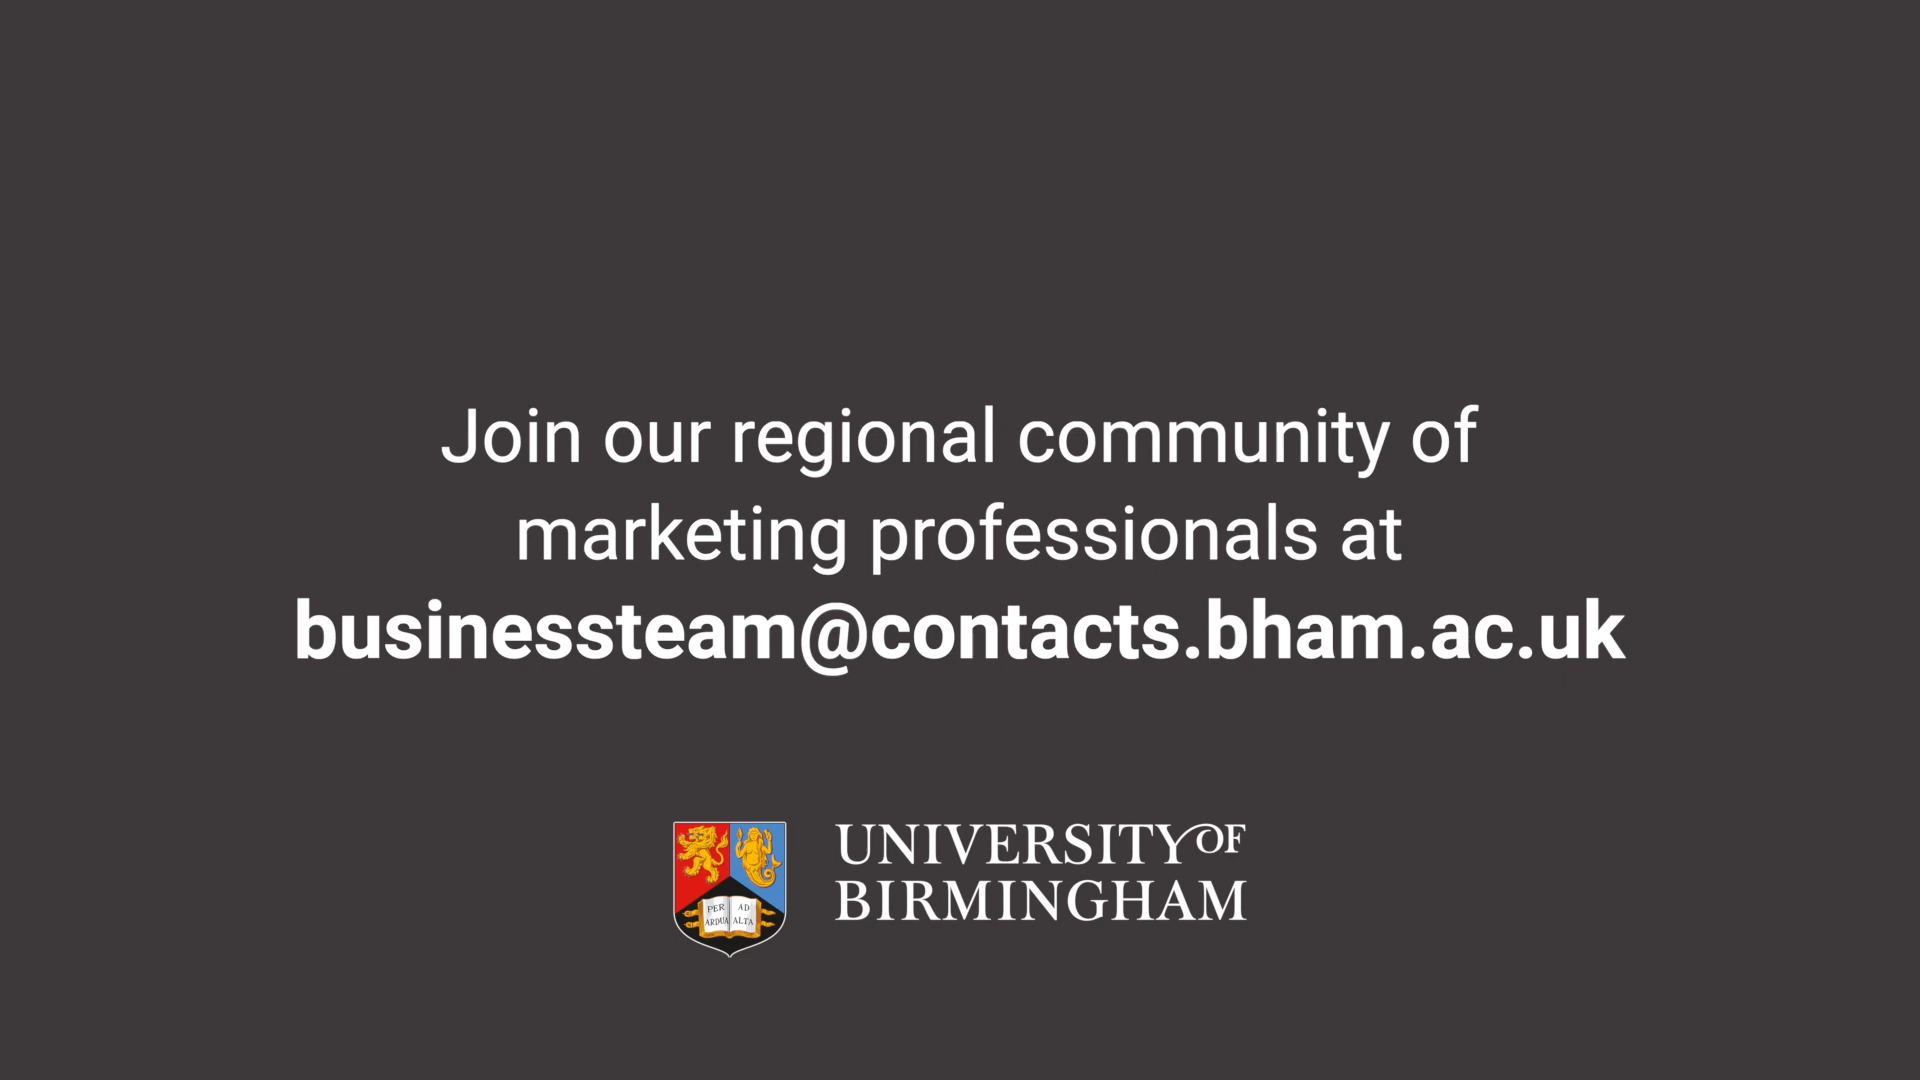 Join our regional community of
marketing professionals at
businessteam@contacts.bham.ac.uk
UNIVERSITY OF
BIRMINGHAM
PER AD
ARDUA ALTA